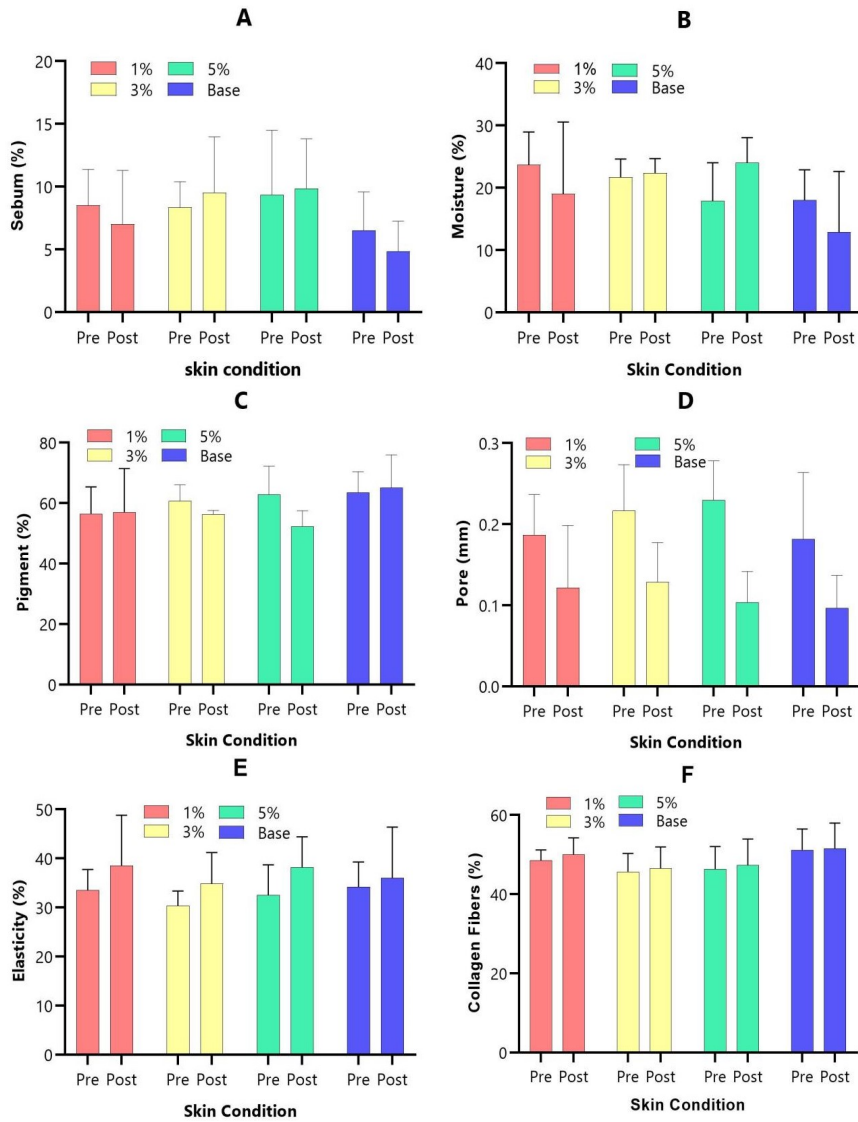 A
Sebum (%)
20
15
10
5
0
1% 5%
3% Base
Pre Post Pre Post Pre Post Pre Post
skin condition
B
Moisture (%)
40
30
20
10
0
1% 5%
3% Base
Pre Post Pre Post Pre Post Pre Post
Skin Condition
C
Pigment (%)
80
60
40
20
0
1% 5%
3% Base
Pre Post Pre Post Pre Post Pre Post
Skin Condition
D
Pore (mm)
0.3
0.2
0.1
0.0
1% 5%
3% Base
Pre Post Pre Post Pre Post Pre Post
Skin Condition
E
Elasticity (%)
50
40
30
20
10
0
1% 5%
3% Base
Pre Post Pre Post Pre Post Pre Post
Skin Condition
F
Collagen Fibers (%)
60
40
20
0
1% 5%
3% Base
Pre Post Pre Post Pre Post Pre Post
Skin Condition